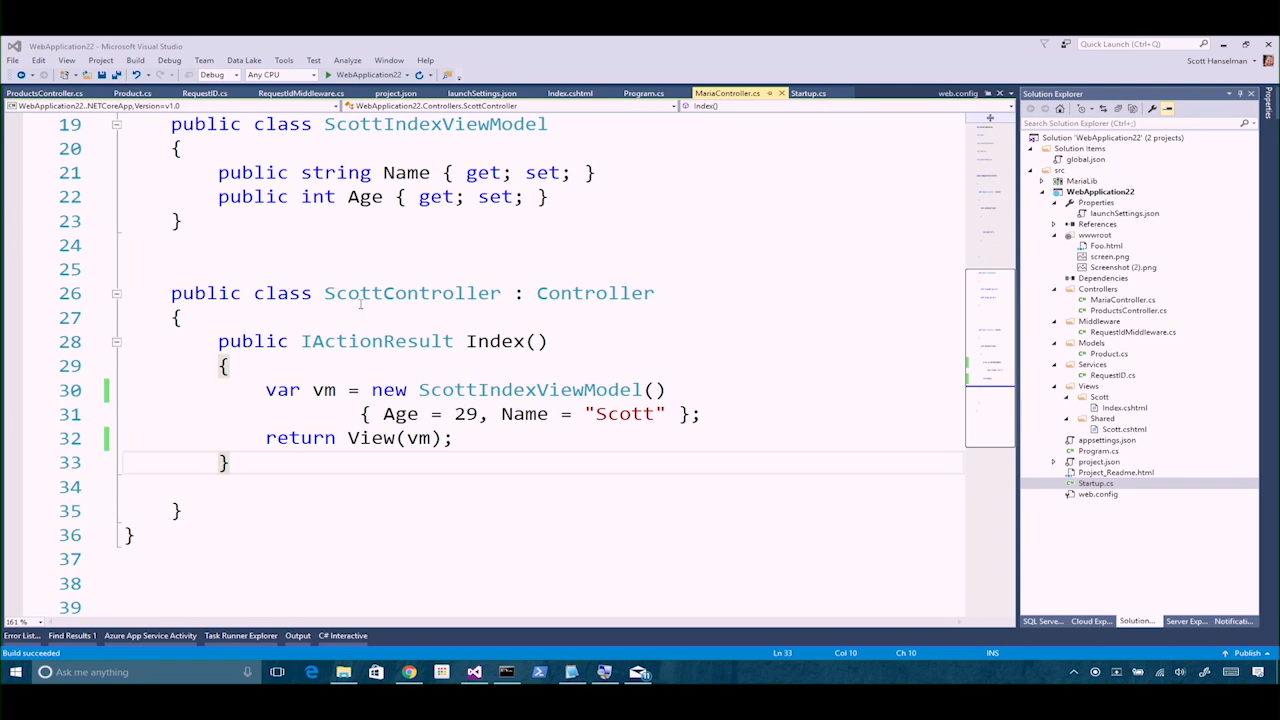 WebApplication22 - Microsoft Visual Studio
Quick Launch (Ctrl+Q)
File Edit View Project Build Debug Team Data Lake Tools Test Analyze Window Help
Scott Hanselman
Debug Any CPU WebApplication22
ProductsController.cs Product.cs RequestID.cs RequestIdMiddleware.cs project.json launchSettings.json Index.cshtml Program.cs MariaController.cs Startup.cs web.config
WebApplication22..NETCoreApp,Version=v1.0 WebApplication22.Controllers.ScottController Index()
19 public class ScottIndexViewModel
20 {
21 public string Name { get; set; }
22 public int Age { get; set; }
23 }
24
25
26 public class ScottController : Controller
27 {
28 public IActionResult Index()
29 {
30 var vm = new ScottIndexViewModel()
31 { Age = 29, Name = "Scott" };
32 return View(vm);
33 }
34
35 }
36 }
37
38
39
161 %
Solution Explorer
Search Solution Explorer (Ctrl+;)
Solution 'WebApplication22' (2 projects)
Solution Items
global.json
src
MariaLib
WebApplication22
Properties
launchSettings.json
References
wwwroot
Foo.html
screen.png
Screenshot (2).png
Dependencies
Controllers
MariaController.cs
ProductsController.cs
Middleware
RequestIdMiddleware.cs
Models
Product.cs
Services
RequestID.cs
Views
Scott
Index.cshtml
Shared
Scott.cshtml
appsettings.json
Program.cs
project.json
Project_Readme.html
Startup.cs
web.config
Properties
SQL Serve... Cloud Exp... Solution... Server Exp... Notificati...
Error List... Find Results 1 Azure App Service Activity Task Runner Explorer Output C# Interactive
Build succeeded Ln 33 Col 10 Ch 10 INS Publish
Ask me anything